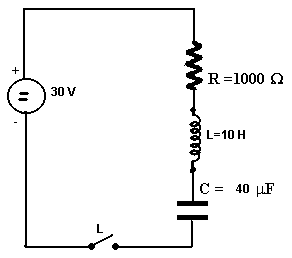 +
30 V
-
R =1000 Ω
L=10 H
C = 40 µF
L